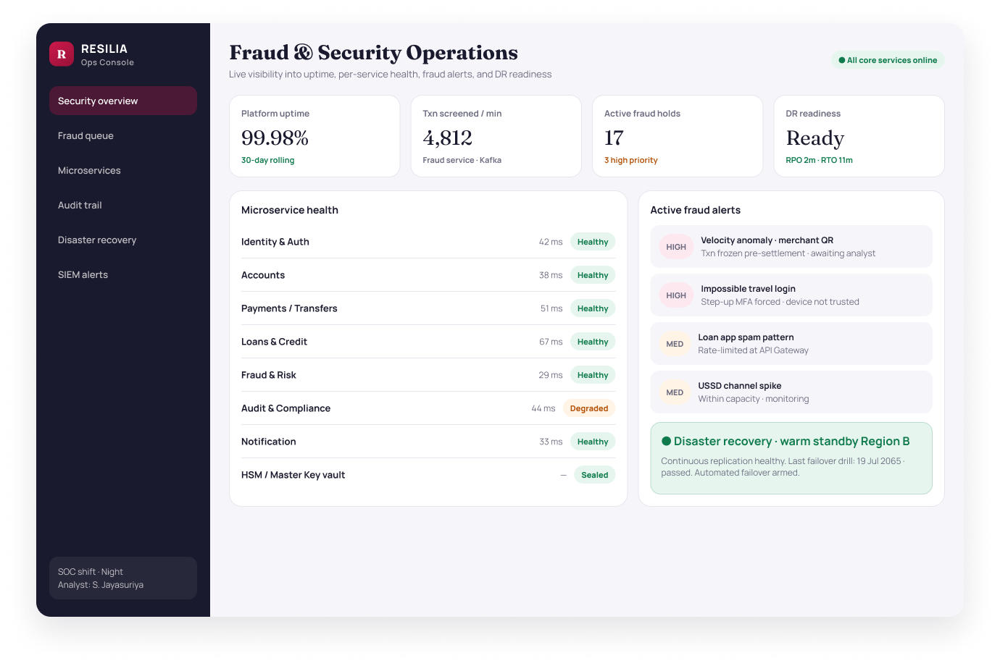 R
RESILIA
Ops Console
Security overview
Fraud queue
Microservices
Audit trail
Disaster recovery
SIEM alerts
SOC shift · Night
Analyst: S. Jayasuriya
Fraud & Security Operations
Live visibility into uptime, per-service health, fraud alerts, and DR readiness
All core services online
Platform uptime
99.98%
30-day rolling
Txn screened / min
4,812
Fraud service · Kafka
Active fraud holds
17
3 high priority
DR readiness
Ready
RPO 2m · RTO 11m
Microservice health
Identity & Auth 42 ms Healthy
Accounts 38 ms Healthy
Payments / Transfers 51 ms Healthy
Loans & Credit 67 ms Healthy
Fraud & Risk 29 ms Healthy
Audit & Compliance 44 ms Degraded
Notification 33 ms Healthy
HSM / Master Key vault — Sealed
Active fraud alerts
HIGH
Velocity anomaly · merchant QR
Txn frozen pre-settlement · awaiting analyst
HIGH
Impossible travel login
Step-up MFA forced · device not trusted
MED
Loan app spam pattern
Rate-limited at API Gateway
MED
USSD channel spike
Within capacity · monitoring
Disaster recovery · warm standby Region B
Continuous replication healthy. Last failover drill: 19 Jul 2065 ·
passed. Automated failover armed.